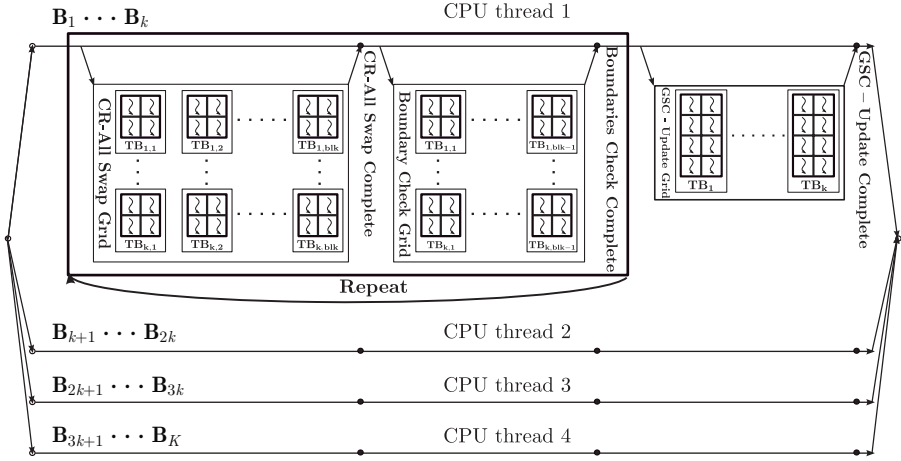 B₁ · · · Bₖ
CPU thread 1
CR-All Swap Grid
TB₁,₁
TB₁,₂
TB₁,blk
TBₖ,₁
TBₖ,₂
TBₖ.blk
CR-All Swap Complete
Boundary Check Grid
TB₁,₁
TB₁,blk−1
TBₖ,₁
TBₖ.blk−1
Boundaries Check Complete
GSC - Update Grid
TB₁
TBₖ
GSC – Update Complete
Repeat
Bₖ₊₁ · · · B₂ₖ
CPU thread 2
B₂ₖ₊₁ · · · B₃ₖ
CPU thread 3
B₃ₖ₊₁ · · · B_K
CPU thread 4